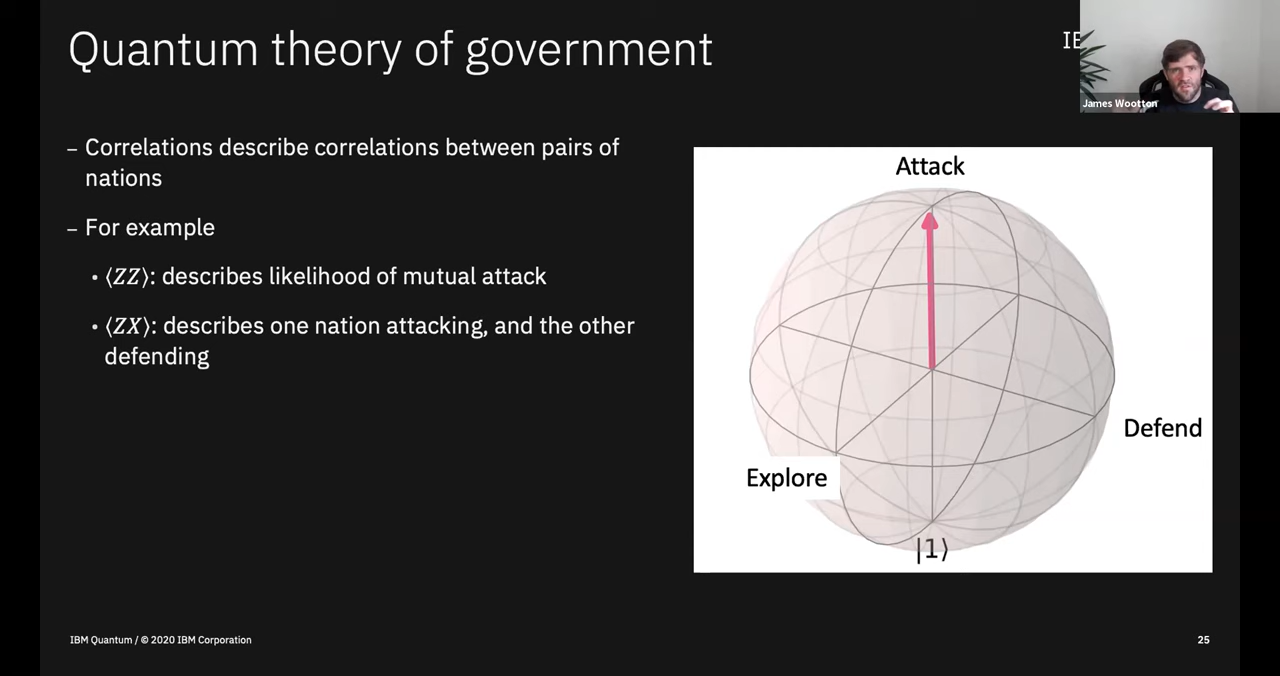 Quantum theory of government
IE
James Wootton
– Correlations describe correlations between pairs of
nations
– For example
• ⟨ZZ⟩: describes likelihood of mutual attack
• ⟨ZX⟩: describes one nation attacking, and the other
defending
Attack
Defend
Explore
|1⟩
IBM Quantum / © 2020 IBM Corporation
25